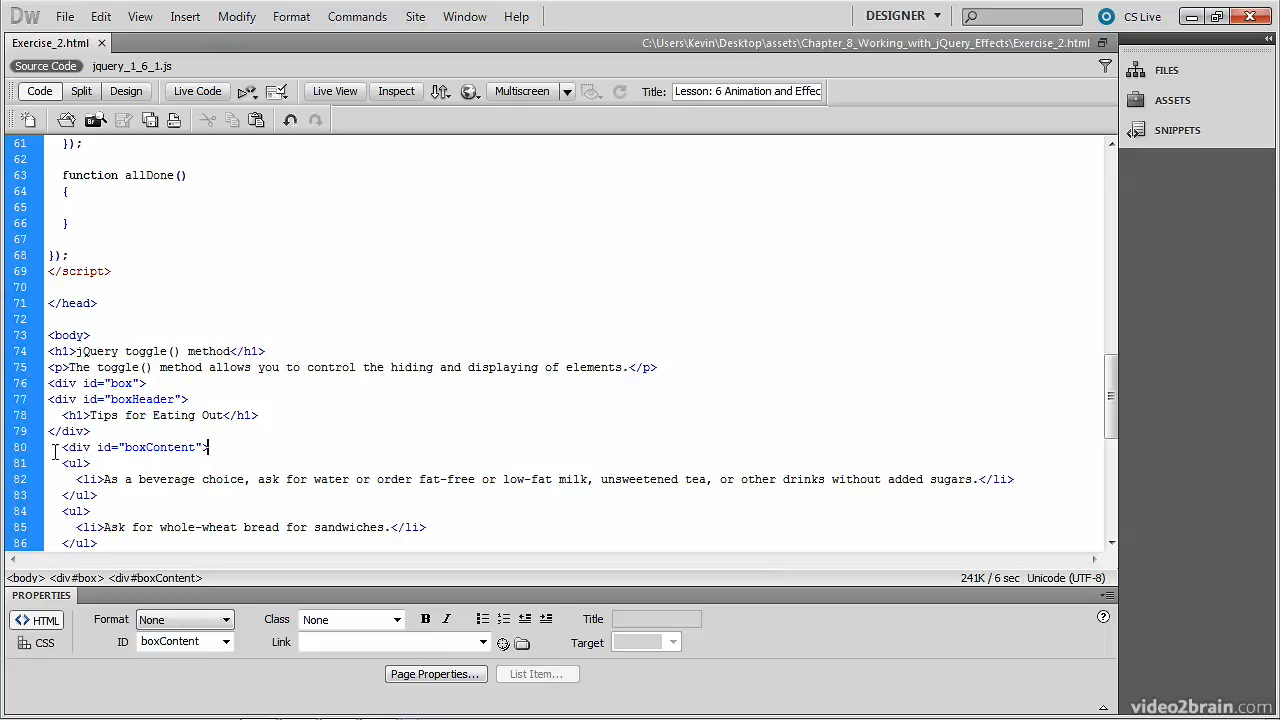 Dw File Edit View Insert Modify Format Commands Site Window Help DESIGNER CS Live
Exercise_2.html C:\Users\Kevin\Desktop\assets\Chapter_8_Working_with_jQuery_Effects\Exercise_2.html
Source Code jquery_1_6_1.js
Code Split Design Live Code Live View Inspect Multiscreen Title: Lesson: 6 Animation and Effec
FILES
ASSETS
SNIPPETS
61 });
62
63 function allDone()
64 {
65
66 }
67
68 });
69 </script>
70
71 </head>
72
73 <body>
74 <h1>jQuery toggle() method</h1>
75 <p>The toggle() method allows you to control the hiding and displaying of elements.</p>
76 <div id="box">
77 <div id="boxHeader">
78 <h1>Tips for Eating Out</h1>
79 </div>
80 <div id="boxContent">
81 <ul>
82 <li>As a beverage choice, ask for water or order fat-free or low-fat milk, unsweetened tea, or other drinks without added sugars.</li>
83 </ul>
84 <ul>
85 <li>Ask for whole-wheat bread for sandwiches.</li>
86 </ul>
<body> <div#box> <div#boxContent> 241K / 6 sec Unicode (UTF-8)
PROPERTIES
<> HTML Format None Class None B I Title
CSS ID boxContent Link Target
Page Properties... List Item...
video2brain.com